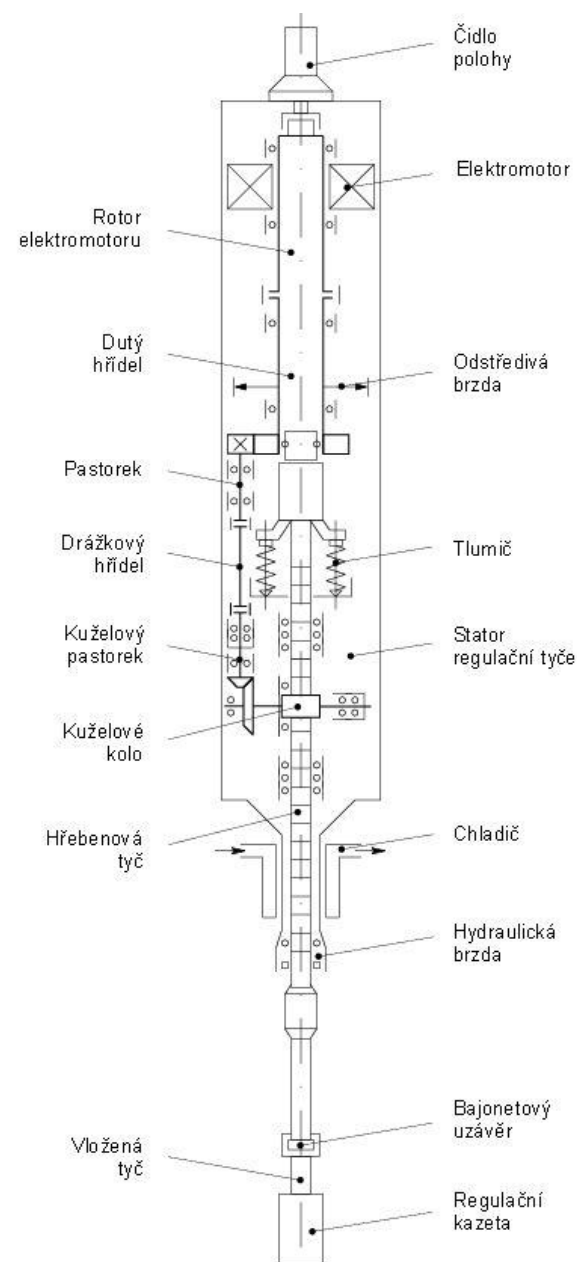 Čidlo
polohy
Elektromotor
Rotor
elektromotoru
Dutý
hřídel
Odstředivá
brzda
Pastorek
Drážkový
hřídel
Tlumič
Kuželový
pastorek
Stator
regulační tyče
Kuželové
kolo
Hřebenová
tyč
Chladič
Hydraulická
brzda
Bajonetový
uzávěr
Vložená
tyč
Regulační
kazeta